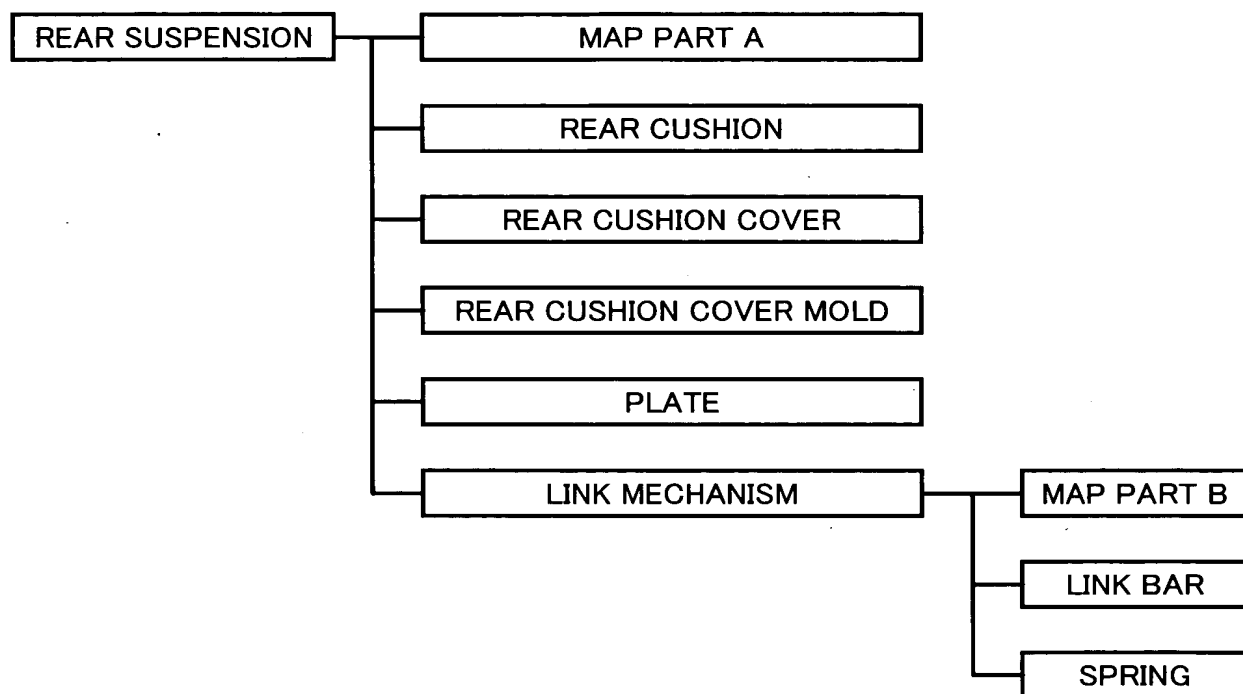 REAR SUSPENSION
MAP PART A
REAR CUSHION
REAR CUSHION COVER
REAR CUSHION COVER MOLD
PLATE
LINK MECHANISM
MAP PART B
LINK BAR
SPRING